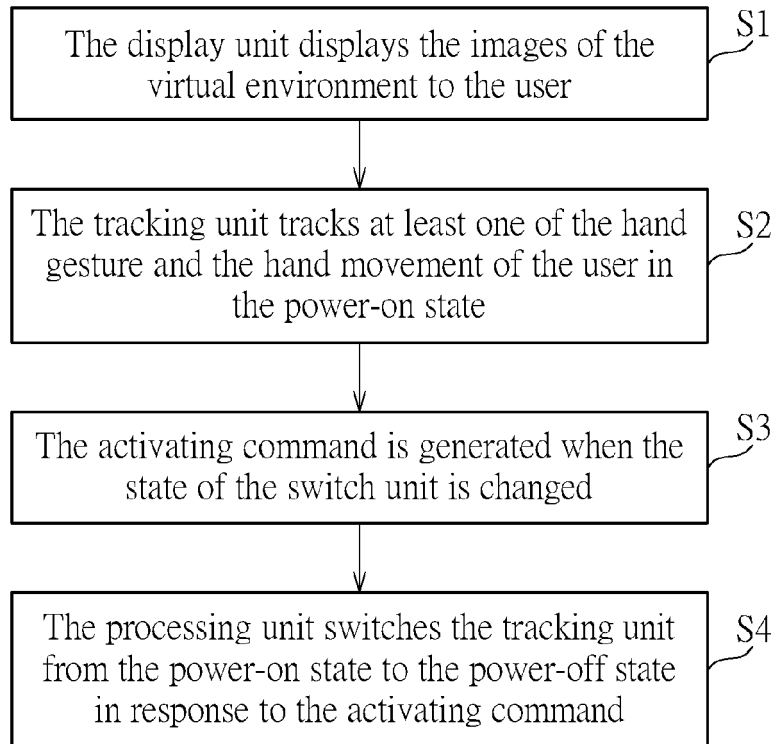 The display unit displays the images of the
virtual environment to the user
S1
The tracking unit tracks at least one of the hand
gesture and the hand movement of the user in
the power-on state
S2
The activating command is generated when the
state of the switch unit is changed
S3
The processing unit switches the tracking unit
from the power-on state to the power-off state
in response to the activating command
S4